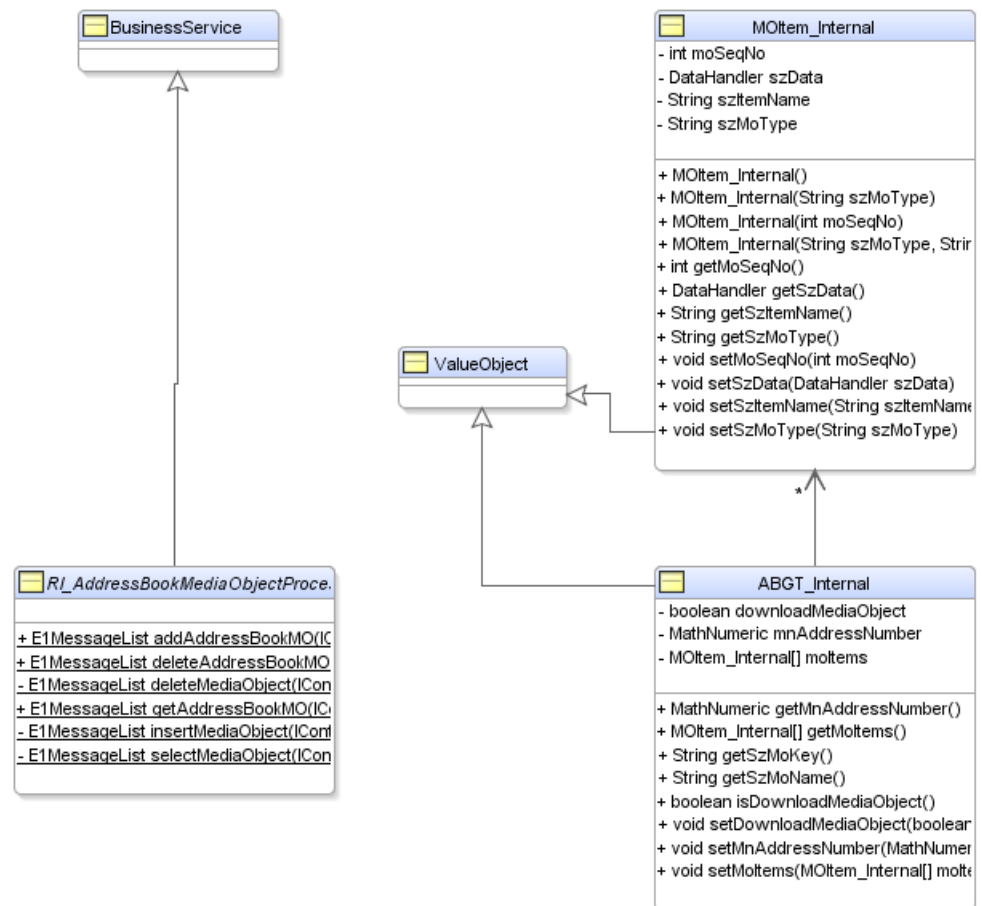 BusinessService
MOItem_Internal
- int moSeqNo
- DataHandler szData
- String szItemName
- String szMoType
+ MOItem_Internal()
+ MOItem_Internal(String szMoType)
+ MOItem_Internal(int moSeqNo)
+ MOItem_Internal(String szMoType, Strin
+ int getMoSeqNo()
+ DataHandler getSzData()
+ String getSzItemName()
+ String getSzMoType()
+ void setMoSeqNo(int moSeqNo)
+ void setSzData(DataHandler szData)
+ void setSzItemName(String szItemName
+ void setSzMoType(String szMoType)
ValueObject
*
RI_AddressBookMediaObjectProce.
+ E1MessageList addAddressBookMO(IC
+ E1MessageList deleteAddressBookMO
- E1MessageList deleteMediaObject(ICon
+ E1MessageList getAddressBookMO(IC
- E1MessageList insertMediaObject(ICont
- E1MessageList selectMediaObject(ICon
ABGT_Internal
- boolean downloadMediaObject
- MathNumeric mnAddressNumber
- MOItem_Internal[] moItems
+ MathNumeric getMnAddressNumber()
+ MOItem_Internal[] getMoItems()
+ String getSzMoKey()
+ String getSzMoName()
+ boolean isDownloadMediaObject()
+ void setDownloadMediaObject(boolean
+ void setMnAddressNumber(MathNumer
+ void setMoItems(MOItem_Internal[] moIte